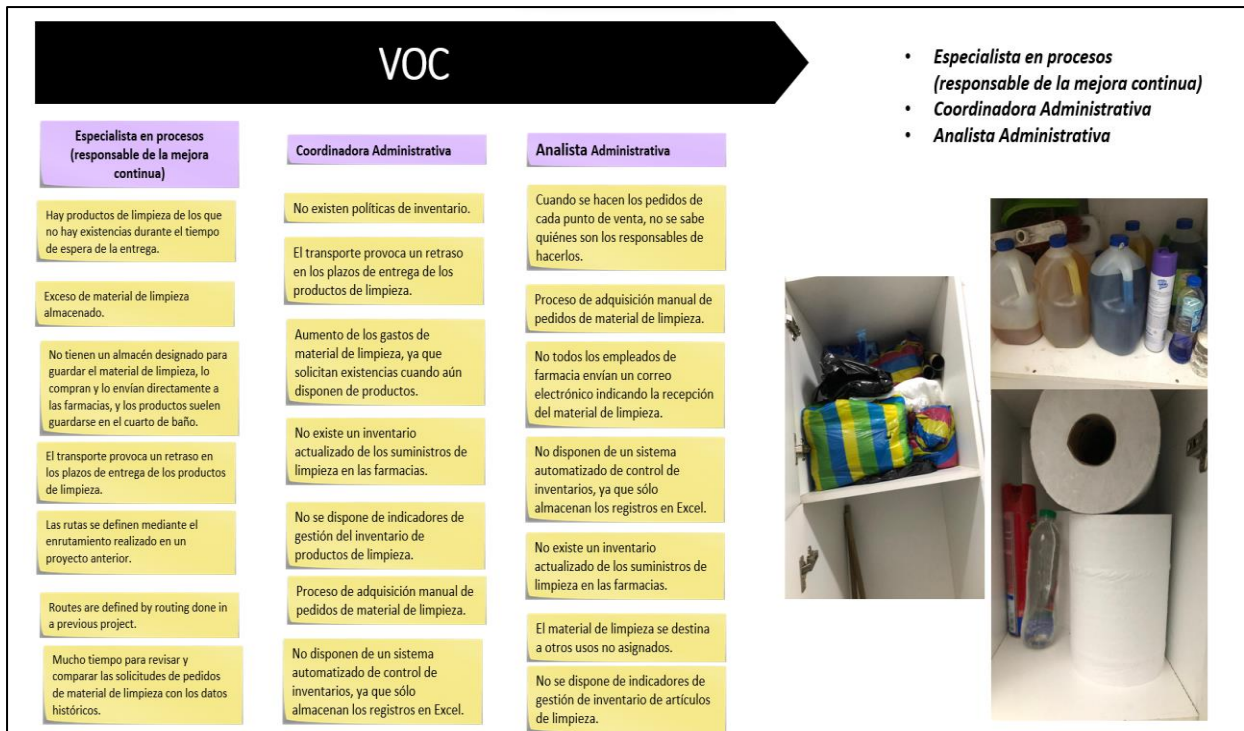 VOC
• Especialista en procesos
(responsable de la mejora continua)
• Coordinadora Administrativa
• Analista Administrativa
Especialista en procesos
(responsable de la mejora
continua)
Hay productos de limpieza de los que
no hay existencias durante el tiempo
de espera de la entrega.
Exceso de material de limpieza
almacenado.
No tienen un almacén designado para
guardar el material de limpieza, lo
compran y lo envían directamente a
las farmacias, y los productos suelen
guardarse en el cuarto de baño.
El transporte provoca un retraso en
los plazos de entrega de los productos
de limpieza.
Las rutas se definen mediante el
enrutamiento realizado en un
proyecto anterior.
Routes are defined by routing done in
a previous project.
Mucho tiempo para revisar y
comparar las solicitudes de pedidos
de material de limpieza con los datos
históricos.
Coordinadora Administrativa
No existen políticas de inventario.
El transporte provoca un retraso
en los plazos de entrega de los
productos de limpieza.
Aumento de los gastos de
material de limpieza, ya que
solicitan existencias cuando aún
disponen de productos.
No existe un inventario
actualizado de los suministros de
limpieza en las farmacias.
No se dispone de indicadores de
gestión del inventario de
productos de limpieza.
Proceso de adquisición manual de
pedidos de material de limpieza.
No disponen de un sistema
automatizado de control de
inventarios, ya que sólo
almacenan los registros en Excel.
Analista Administrativa
Cuando se hacen los pedidos de
cada punto de venta, no se sabe
quiénes son los responsables de
hacerlos.
Proceso de adquisición manual de
pedidos de material de limpieza.
No todos los empleados de
farmacia envían un correo
electrónico indicando la recepción
del material de limpieza.
No disponen de un sistema
automatizado de control de
inventarios, ya que sólo
almacenan los registros en Excel.
No existe un inventario
actualizado de los suministros de
limpieza en las farmacias.
El material de limpieza se destina
a otros usos no asignados.
No se dispone de indicadores de
gestión de inventario de artículos
de limpieza.